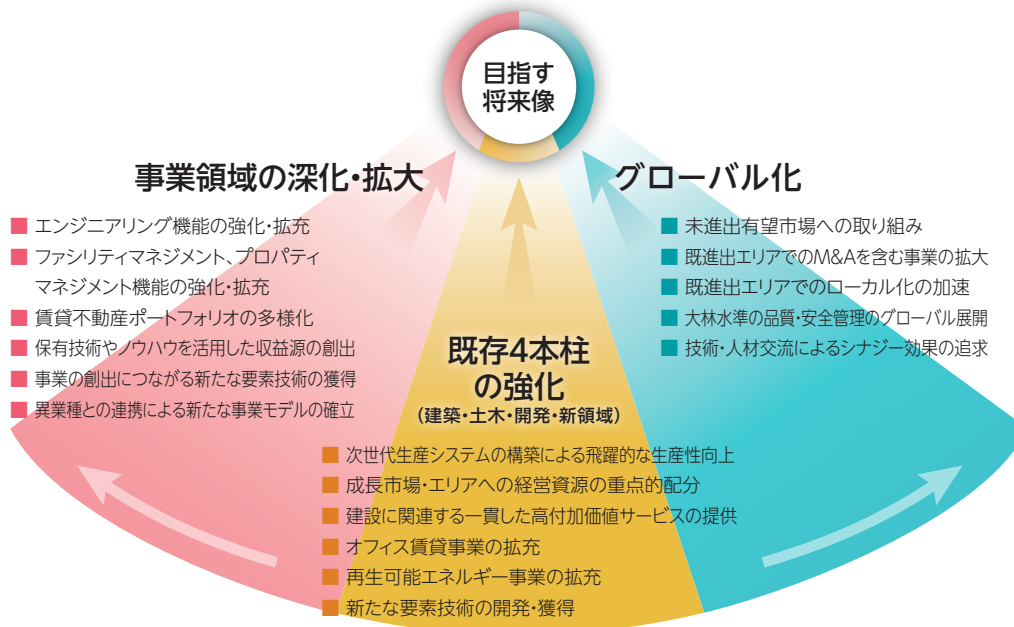 目指す
将来像
事業領域の深化・拡大
■ エンジニアリング機能の強化・拡充
■ ファシリティマネジメント、プロパティ
マネジメント機能の強化・拡充
■ 賃貸不動産ポートフォリオの多様化
■ 保有技術やノウハウを活用した収益源の創出
■ 事業の創出につながる新たな要素技術の獲得
■ 異業種との連携による新たな事業モデルの確立
グローバル化
■ 未進出有望市場への取り組み
■ 既進出エリアでのM&Aを含む事業の拡大
■ 既進出エリアでのローカル化の加速
■ 大林水準の品質・安全管理のグローバル展開
■ 技術・人材交流によるシナジー効果の追求
既存4本柱
の強化
（建築・土木・開発・新領域）
■ 次世代生産システムの構築による飛躍的な生産性向上
■ 成長市場・エリアへの経営資源の重点的配分
■ 建設に関連する一貫した高付加価値サービスの提供
■ オフィス賃貸事業の拡充
■ 再生可能エネルギー事業の拡充
■ 新たな要素技術の開発・獲得